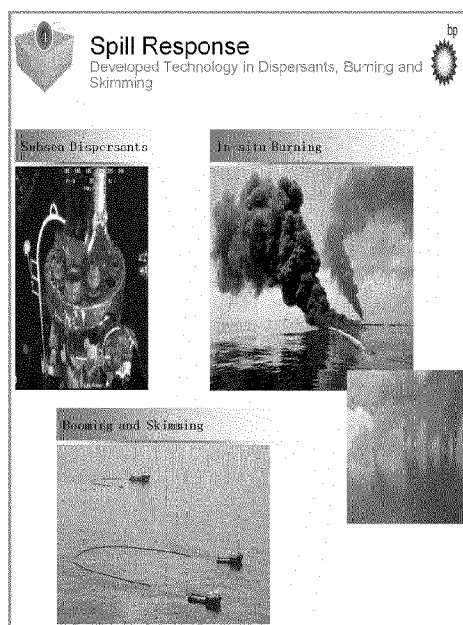 4
Spill Response
bp
Developed Technology in Dispersants, Burning and
Skimming
Subsea Dispersants
In-situ Burning
Booming and Skimming